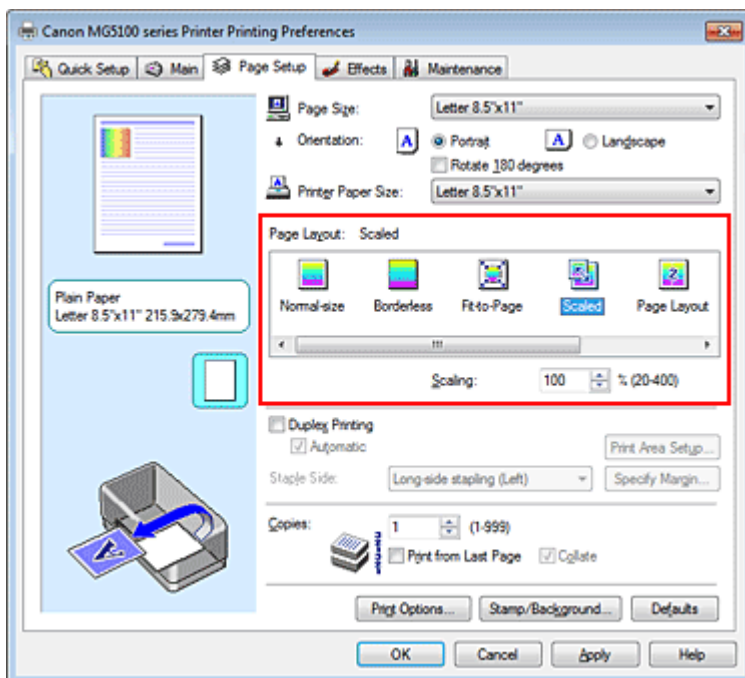 Canon MG5100 series Printer Printing Preferences
Quick Setup Main Page Setup Effects Maintenance
Page Size: Letter 8.5"x11"
Orientation: A Portrait A Landscape
Rotate 180 degrees
Printer Paper Size: Letter 8.5"x11"
Page Layout: Scaled
Normal-size Borderless Fit-to-Page Scaled Page Layout
Scaling: 100 % (20-400)
Plain Paper
Letter 8.5"x11" 215.9x279.4mm
Duplex Printing
Automatic
Print Area Setup...
Staple Side: Long-side stapling (Left) Specify Margin...
Copies: 1 (1-999)
Print from Last Page Collate
Print Options... Stamp/Background... Defaults
OK Cancel Apply Help